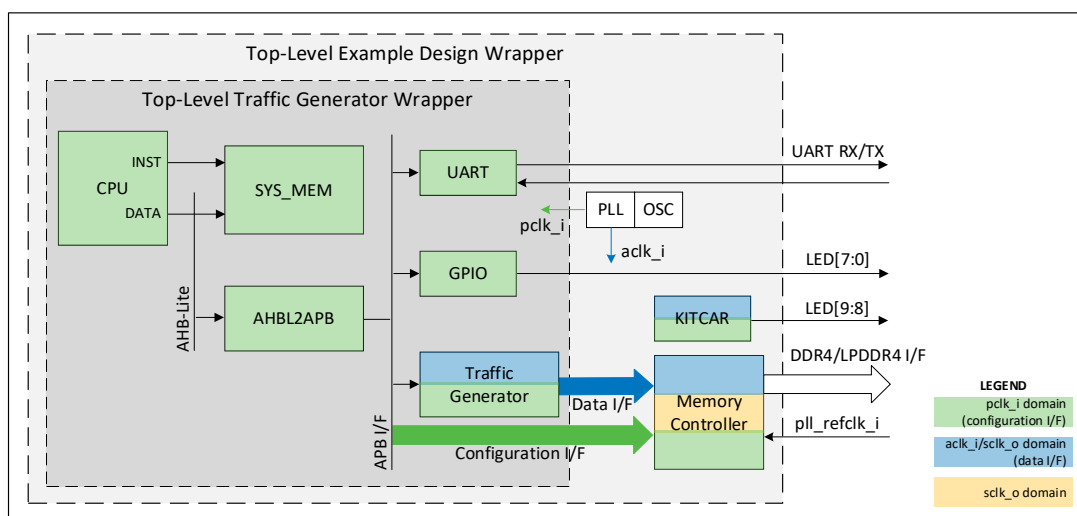 Top-Level Example Design Wrapper
Top-Level Traffic Generator Wrapper
INST
CPU
DATA
SYS_MEM
UART
UART RX/TX
PLL
OSC
pclk_i
aclk_i
GPIO
LED[7:0]
AHB-Lite
AHBL2APB
KITCAR
LED[9:8]
DDR4/LPDDR4 I/F
Traffic
Generator
Data I/F
Memory
Controller
pll_refclk_i
APB I/F
Configuration I/F
LEGEND
pclk_i domain
(configuration I/F)
aclk_i/sclk_o domain
(data I/F)
sclk_o domain